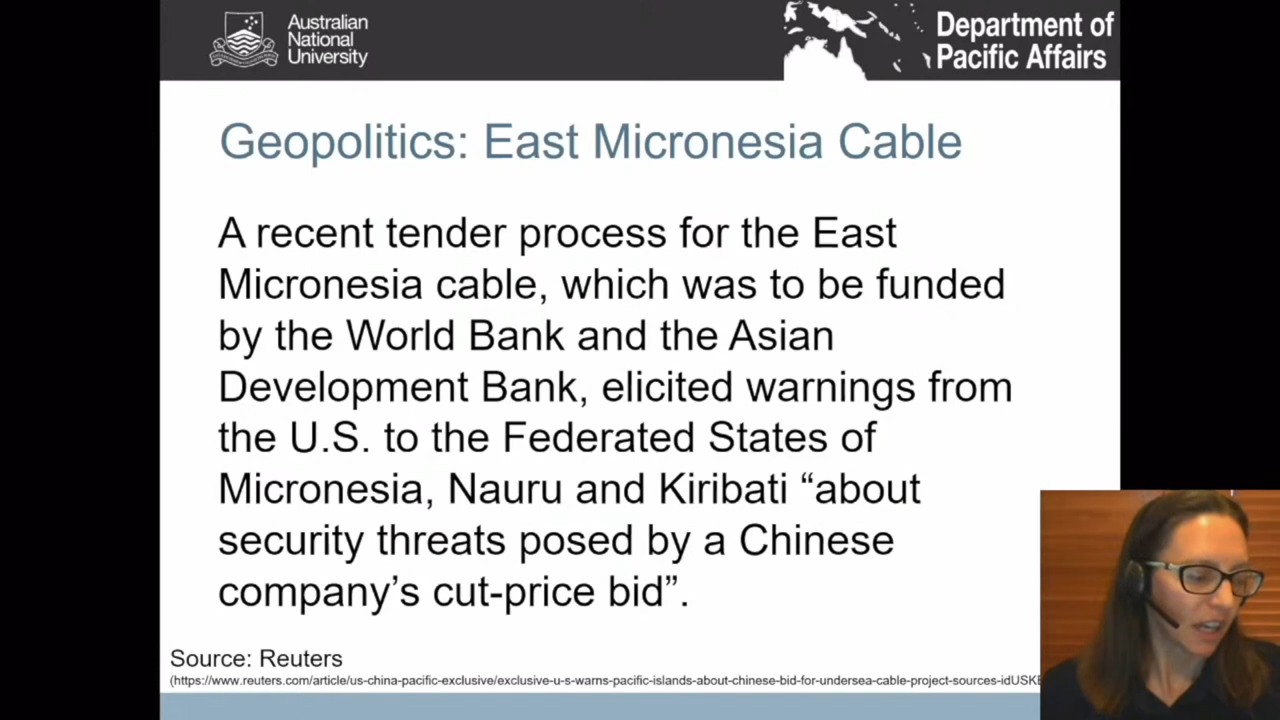 Australian
National
University
Department of
Pacific Affairs
Geopolitics: East Micronesia Cable
A recent tender process for the East
Micronesia cable, which was to be funded
by the World Bank and the Asian
Development Bank, elicited warnings from
the U.S. to the Federated States of
Micronesia, Nauru and Kiribati “about
security threats posed by a Chinese
company’s cut-price bid”.
Source: Reuters
(https://www.reuters.com/article/us-china-pacific-exclusive/exclusive-u-s-warns-pacific-islands-about-chinese-bid-for-undersea-cable-project-sources-idUSK